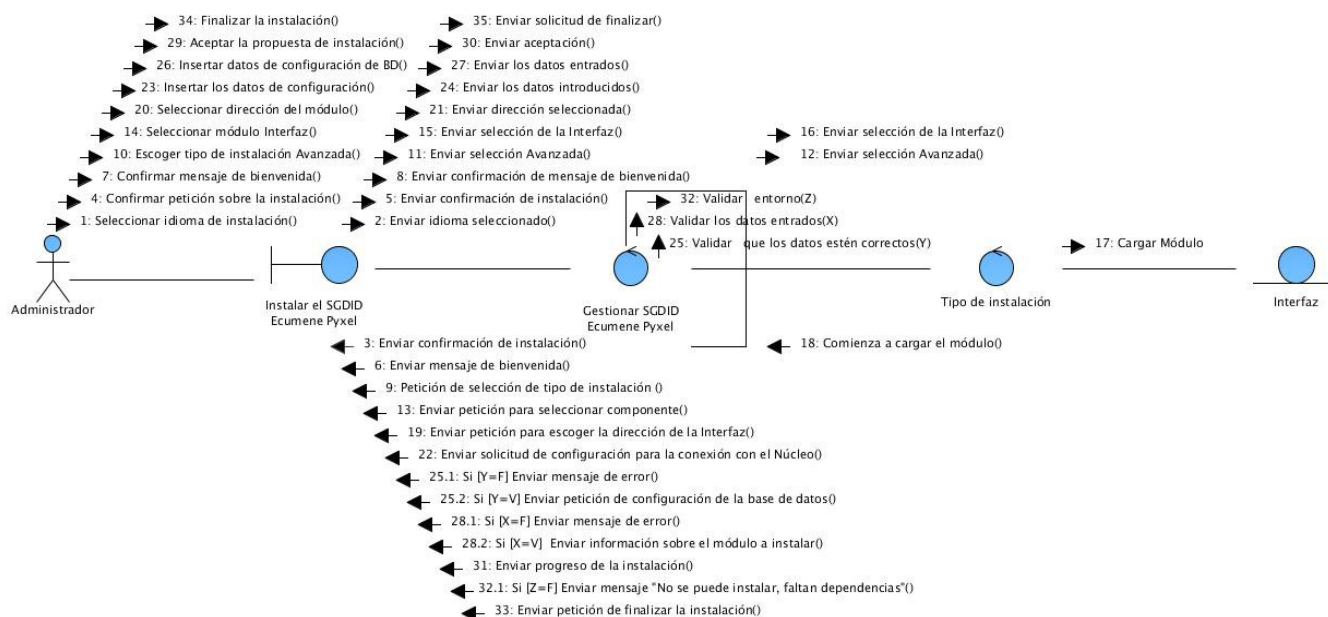 34: Finalizar la instalación()
35: Enviar solicitud de finalizar()
29: Aceptar la propuesta de instalación()
30: Enviar aceptación()
26: Insertar datos de configuración de BD()
27: Enviar los datos entrados()
23: Insertar los datos de configuración()
24: Enviar los datos introducidos()
20: Seleccionar dirección del módulo()
21: Enviar dirección seleccionada()
14: Seleccionar módulo Interfaz()
15: Enviar selección de la Interfaz()
16: Enviar selección de la Interfaz()
10: Escoger tipo de instalación Avanzada()
11: Enviar selección Avanzada()
12: Enviar selección Avanzada()
7: Confirmar mensaje de bienvenida()
8: Enviar confirmación de mensaje de bienvenida()
4: Confirmar petición sobre la instalación()
5: Enviar confirmación de instalación()
32: Validar entorno(Z)
1: Seleccionar idioma de instalación()
2: Enviar idioma seleccionado()
28: Validar los datos entrados(X)
25: Validar que los datos estén correctos(Y)
17: Cargar Módulo
Administrador
Instalar el SGDID
Ecumene Pyxel
Gestionar SGDID
Ecumene Pyxel
Tipo de instalación
Interfaz
3: Enviar confirmación de instalación()
18: Comienza a cargar el módulo()
6: Enviar mensaje de bienvenida()
9: Petición de selección de tipo de instalación ()
13: Enviar petición para seleccionar componente()
19: Enviar petición para escoger la dirección de la Interfaz()
22: Enviar solicitud de configuración para la conexión con el Núcleo()
25.1: Si [Y=F] Enviar mensaje de error()
25.2: Si [Y=V] Enviar petición de configuración de la base de datos()
28.1: Si [X=F] Enviar mensaje de error()
28.2: Si [X=V] Enviar información sobre el módulo a instalar()
31: Enviar progreso de la instalación()
32.1: Si [Z=F] Enviar mensaje "No se puede instalar, faltan dependencias"()
33: Enviar petición de finalizar la instalación()